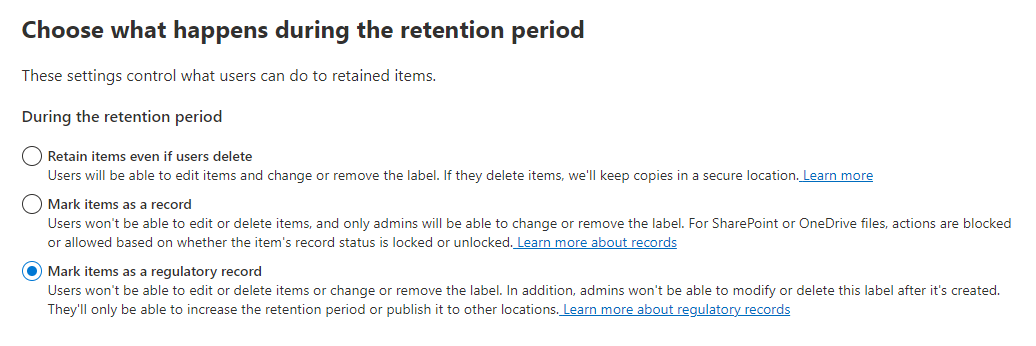 Choose what happens during the retention period
These settings control what users can do to retained items.
During the retention period
Retain items even if users delete
Users will be able to edit items and change or remove the label. If they delete items, we'll keep copies in a secure location. Learn more
Mark items as a record
Users won't be able to edit or delete items, and only admins will be able to change or remove the label. For SharePoint or OneDrive files, actions are blocked
or allowed based on whether the item's record status is locked or unlocked. Learn more about records
Mark items as a regulatory record
Users won't be able to edit or delete items or change or remove the label. In addition, admins won't be able to modify or delete this label after it's created.
They'll only be able to increase the retention period or publish it to other locations. Learn more about regulatory records